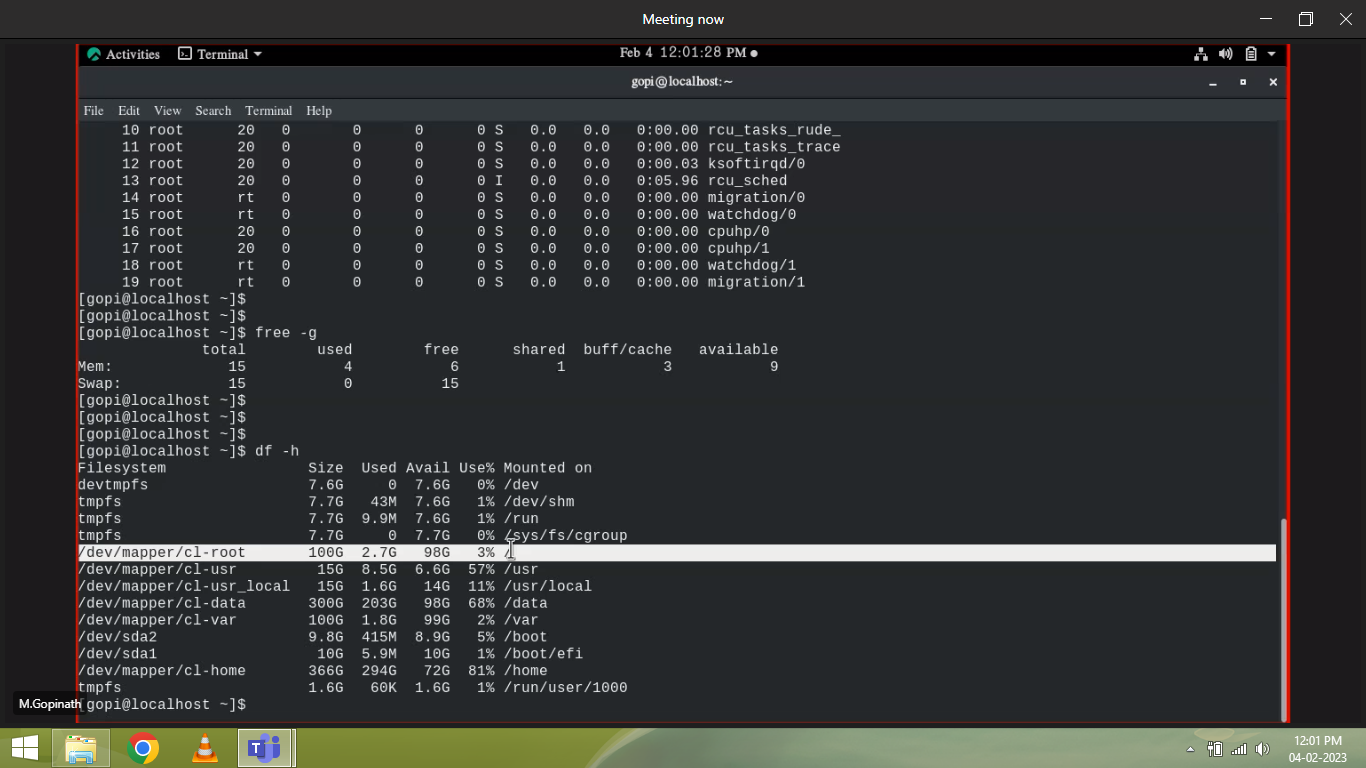 Meeting now
Activities Terminal Feb 4 12:01:28 PM
gopi@localhost:~
File Edit View Search Terminal Help
10 root 20 0 0 0 0 S 0.0 0.0 0:00.00 rcu_tasks_rude_
11 root 20 0 0 0 0 S 0.0 0.0 0:00.00 rcu_tasks_trace
12 root 20 0 0 0 0 S 0.0 0.0 0:00.03 ksoftirqd/0
13 root 20 0 0 0 0 I 0.0 0.0 0:05.96 rcu_sched
14 root rt 0 0 0 0 S 0.0 0.0 0:00.00 migration/0
15 root rt 0 0 0 0 S 0.0 0.0 0:00.00 watchdog/0
16 root 20 0 0 0 0 S 0.0 0.0 0:00.00 cpuhp/0
17 root 20 0 0 0 0 S 0.0 0.0 0:00.00 cpuhp/1
18 root rt 0 0 0 0 S 0.0 0.0 0:00.00 watchdog/1
19 root rt 0 0 0 0 S 0.0 0.0 0:00.00 migration/1
[gopi@localhost ~]$
[gopi@localhost ~]$
[gopi@localhost ~]$ free -g
total used free shared buff/cache available
Mem: 15 4 6 1 3 9
Swap: 15 0 15
[gopi@localhost ~]$
[gopi@localhost ~]$
[gopi@localhost ~]$
[gopi@localhost ~]$ df -h
Filesystem Size Used Avail Use% Mounted on
devtmpfs 7.6G 0 7.6G 0% /dev
tmpfs 7.7G 43M 7.6G 1% /dev/shm
tmpfs 7.7G 9.9M 7.6G 1% /run
tmpfs 7.7G 0 7.7G 0% /sys/fs/cgroup
/dev/mapper/cl-root 100G 2.7G 98G 3% /
/dev/mapper/cl-usr 15G 8.5G 6.6G 57% /usr
/dev/mapper/cl-usr_local 15G 1.6G 14G 11% /usr/local
/dev/mapper/cl-data 300G 203G 98G 68% /data
/dev/mapper/cl-var 100G 1.8G 99G 2% /var
/dev/sda2 9.8G 415M 8.9G 5% /boot
/dev/sda1 10G 5.9M 10G 1% /boot/efi
/dev/mapper/cl-home 366G 294G 72G 81% /home
tmpfs 1.6G 60K 1.6G 1% /run/user/1000
[gopi@localhost ~]$
M.Gopinath
12:01 PM
04-02-2023